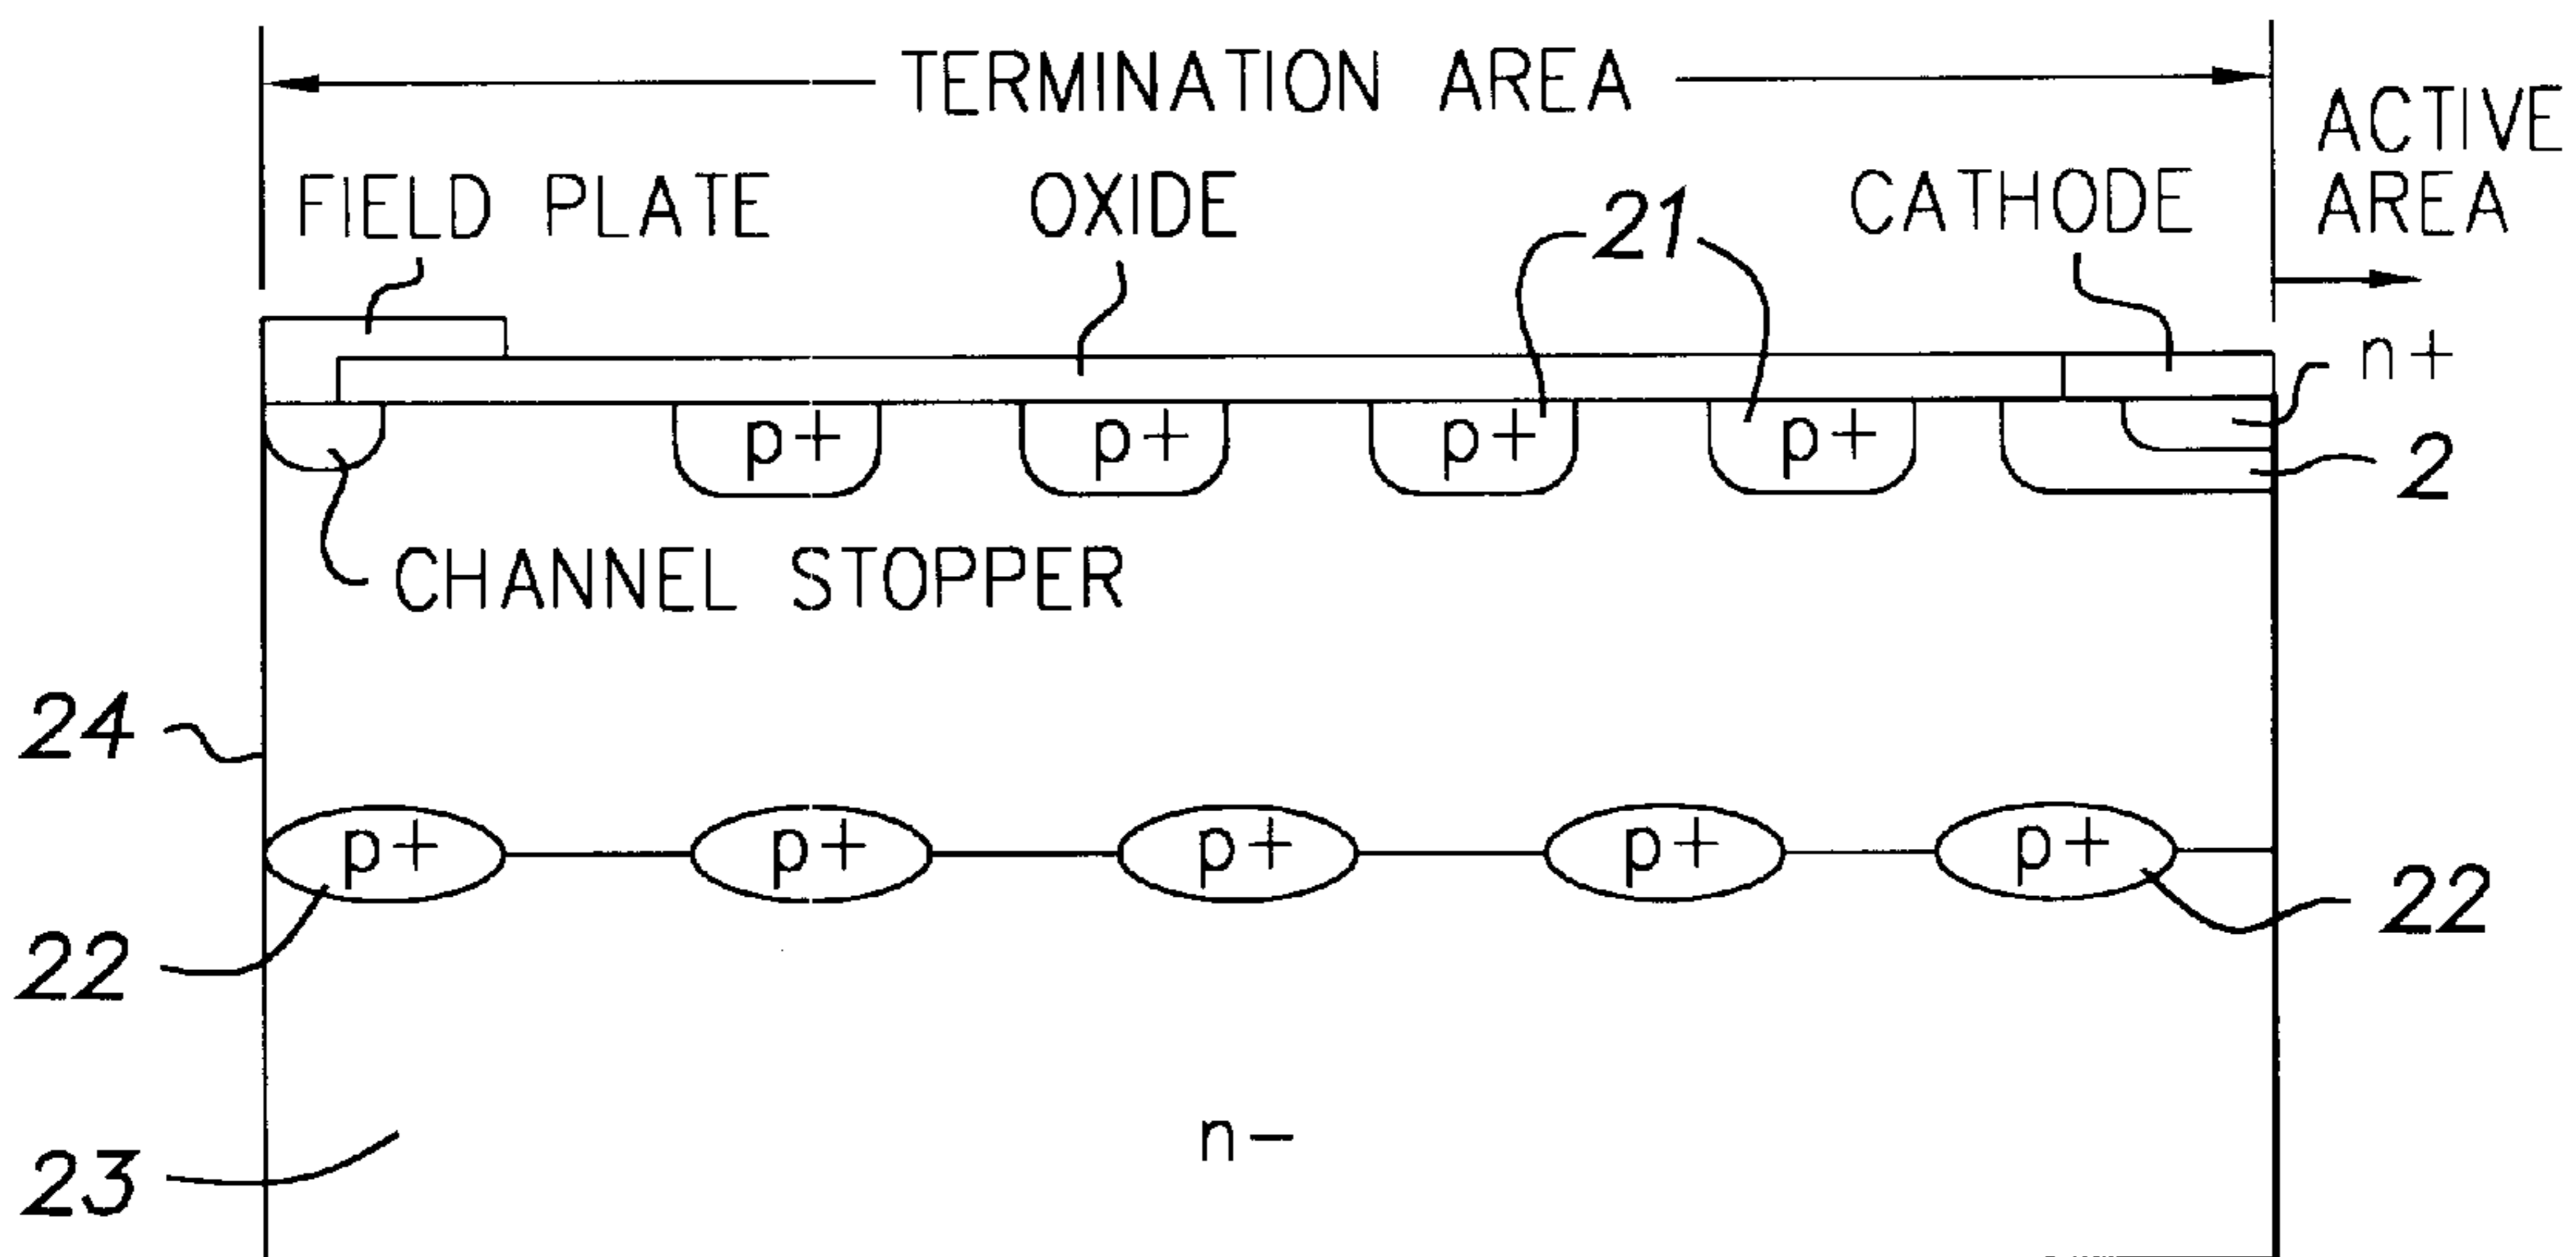 TERMINATION AREA
ACTIVE
AREA
FIELD PLATE
OXIDE
21
CATHODE
n+
p+
p+
p+
p+
2
CHANNEL STOPPER
24
p+
p+
p+
p+
p+
22
22
n-
23